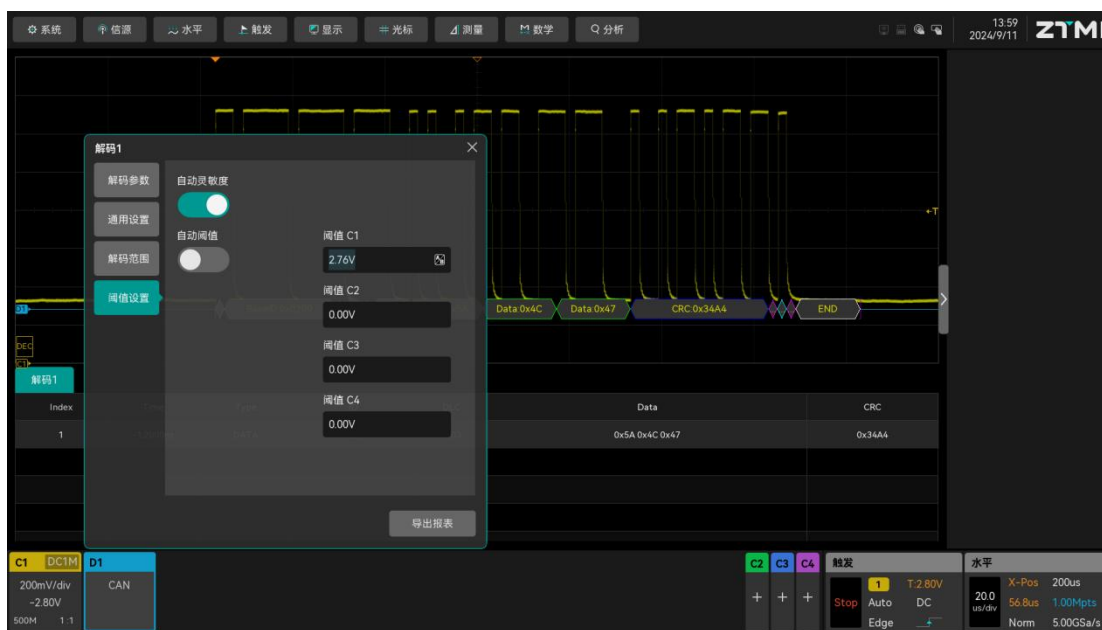 系统 信源 水平 触发 显示 光标 测量 数学 分析
13:59
2024/9/11
ZTMI
解码1
解码参数
自动灵敏度
通用设置
自动阈值
阈值 C1
解码范围
2.76V
T
阈值设置
阈值 C2
D1
0.00V
Data:0x4C Data:0x47 CRC:0x34A4 END
DEC
阈值 C3
C1
0.00V
解码1
阈值 C4
Index Data CRC
0.00V
1 0x5A 0x4C 0x47 0x34A4
导出报表
C1 DC1M D1 C2 C3 C4 触发 水平
200mV/div CAN 1 T:2.80V X-Pos 200us
-2.80V + + + Stop Auto DC 20.0 us/div 56.8us 1.00Mpts
500M 1:1 Edge Norm 5.00GSa/s